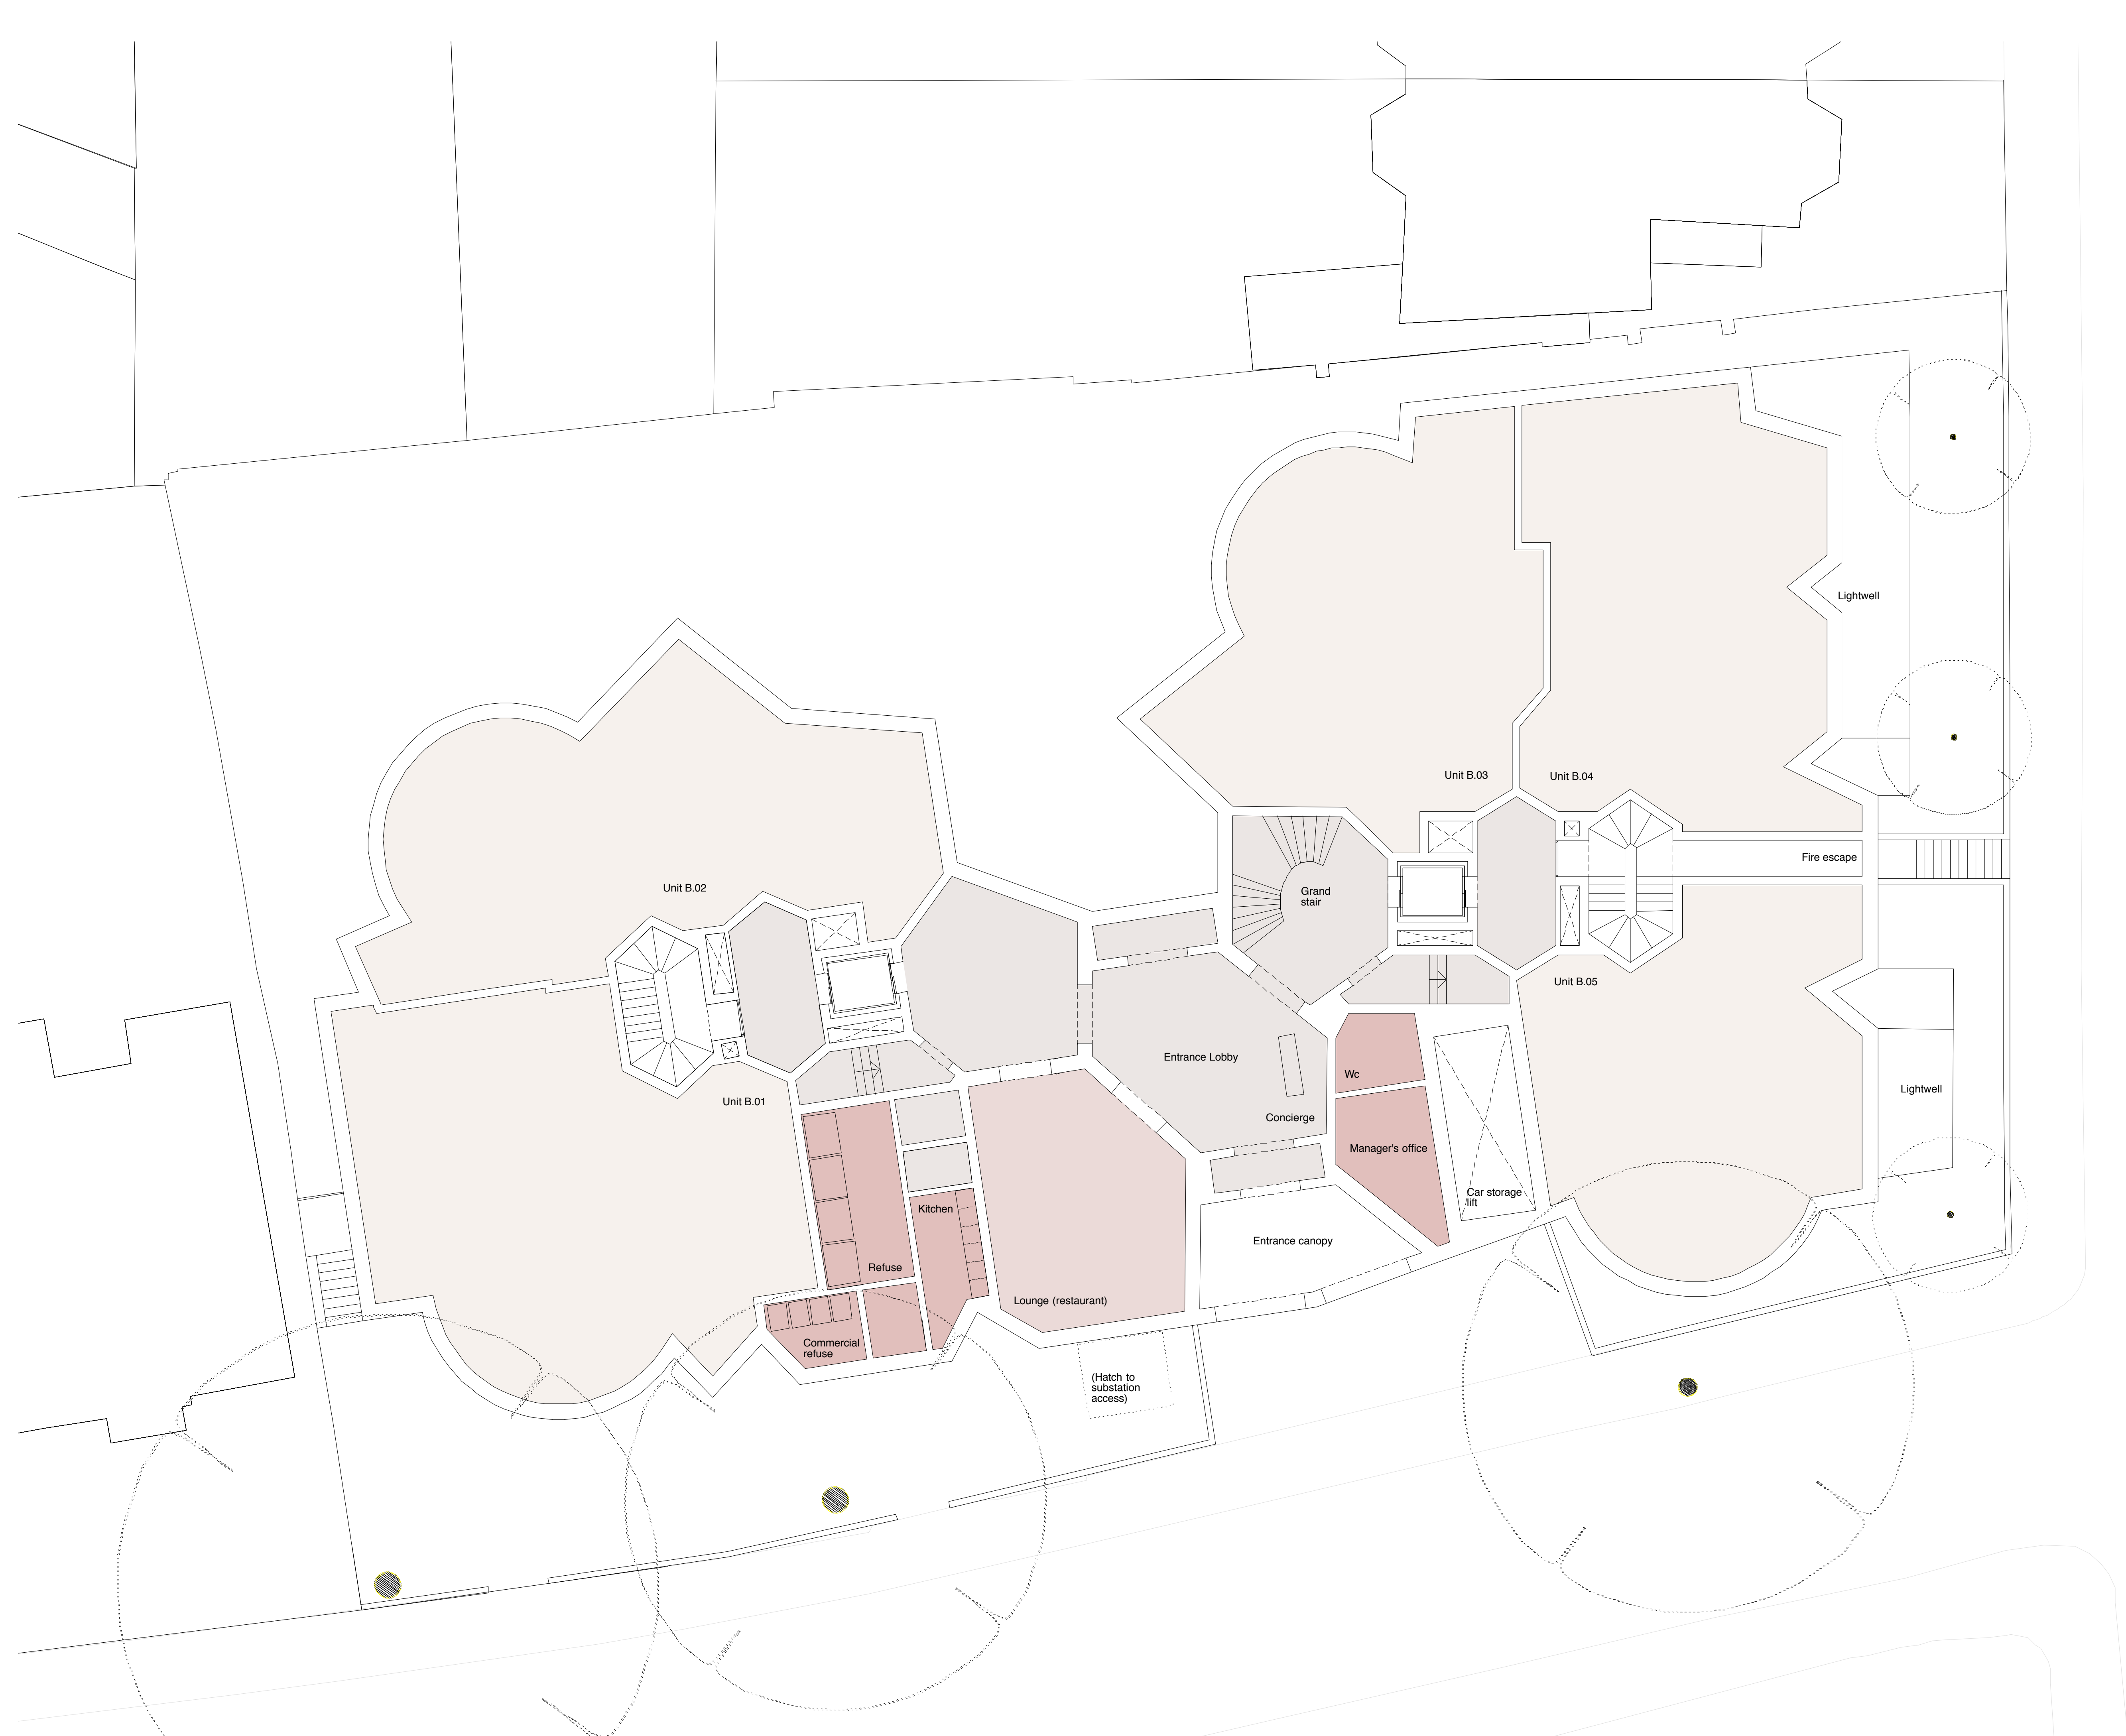 Lightwell
Unit B.03
Unit B.04
Fire escape
Unit B.02
Grand
stair
Unit B.05
Entrance Lobby
Wc
Lightwell
Unit B.01
Concierge
Manager's office
Car storage
lift
Kitchen
Entrance canopy
Refuse
Lounge (restaurant)
Commercial
refuse
(Hatch to
substation
access)